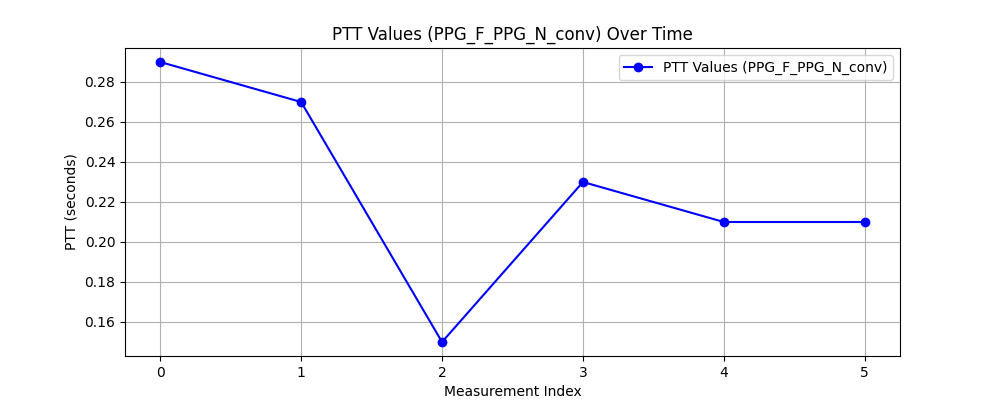 PTT Values (PPG_F_PPG_N_conv) Over Time
PTT Values (PPG_F_PPG_N_conv)
PTT (seconds)
0.28
0.26
0.24
0.22
0.20
0.18
0.16
0 1 2 3 4 5
Measurement Index